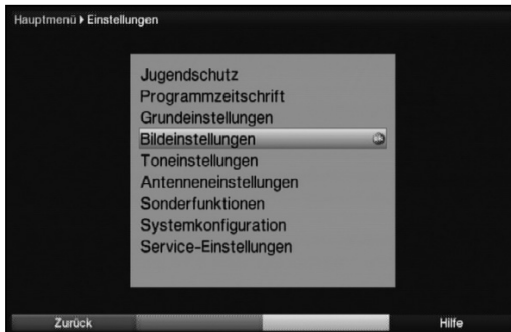 Hauptmenü ▸ Einstellungen
Jugendschutz
Programmzeitschrift
Grundeinstellungen
Bildeinstellungen
Toneinstellungen
Antenneneinstellungen
Sonderfunktionen
Systemkonfiguration
Service-Einstellungen
Zurück Hilfe